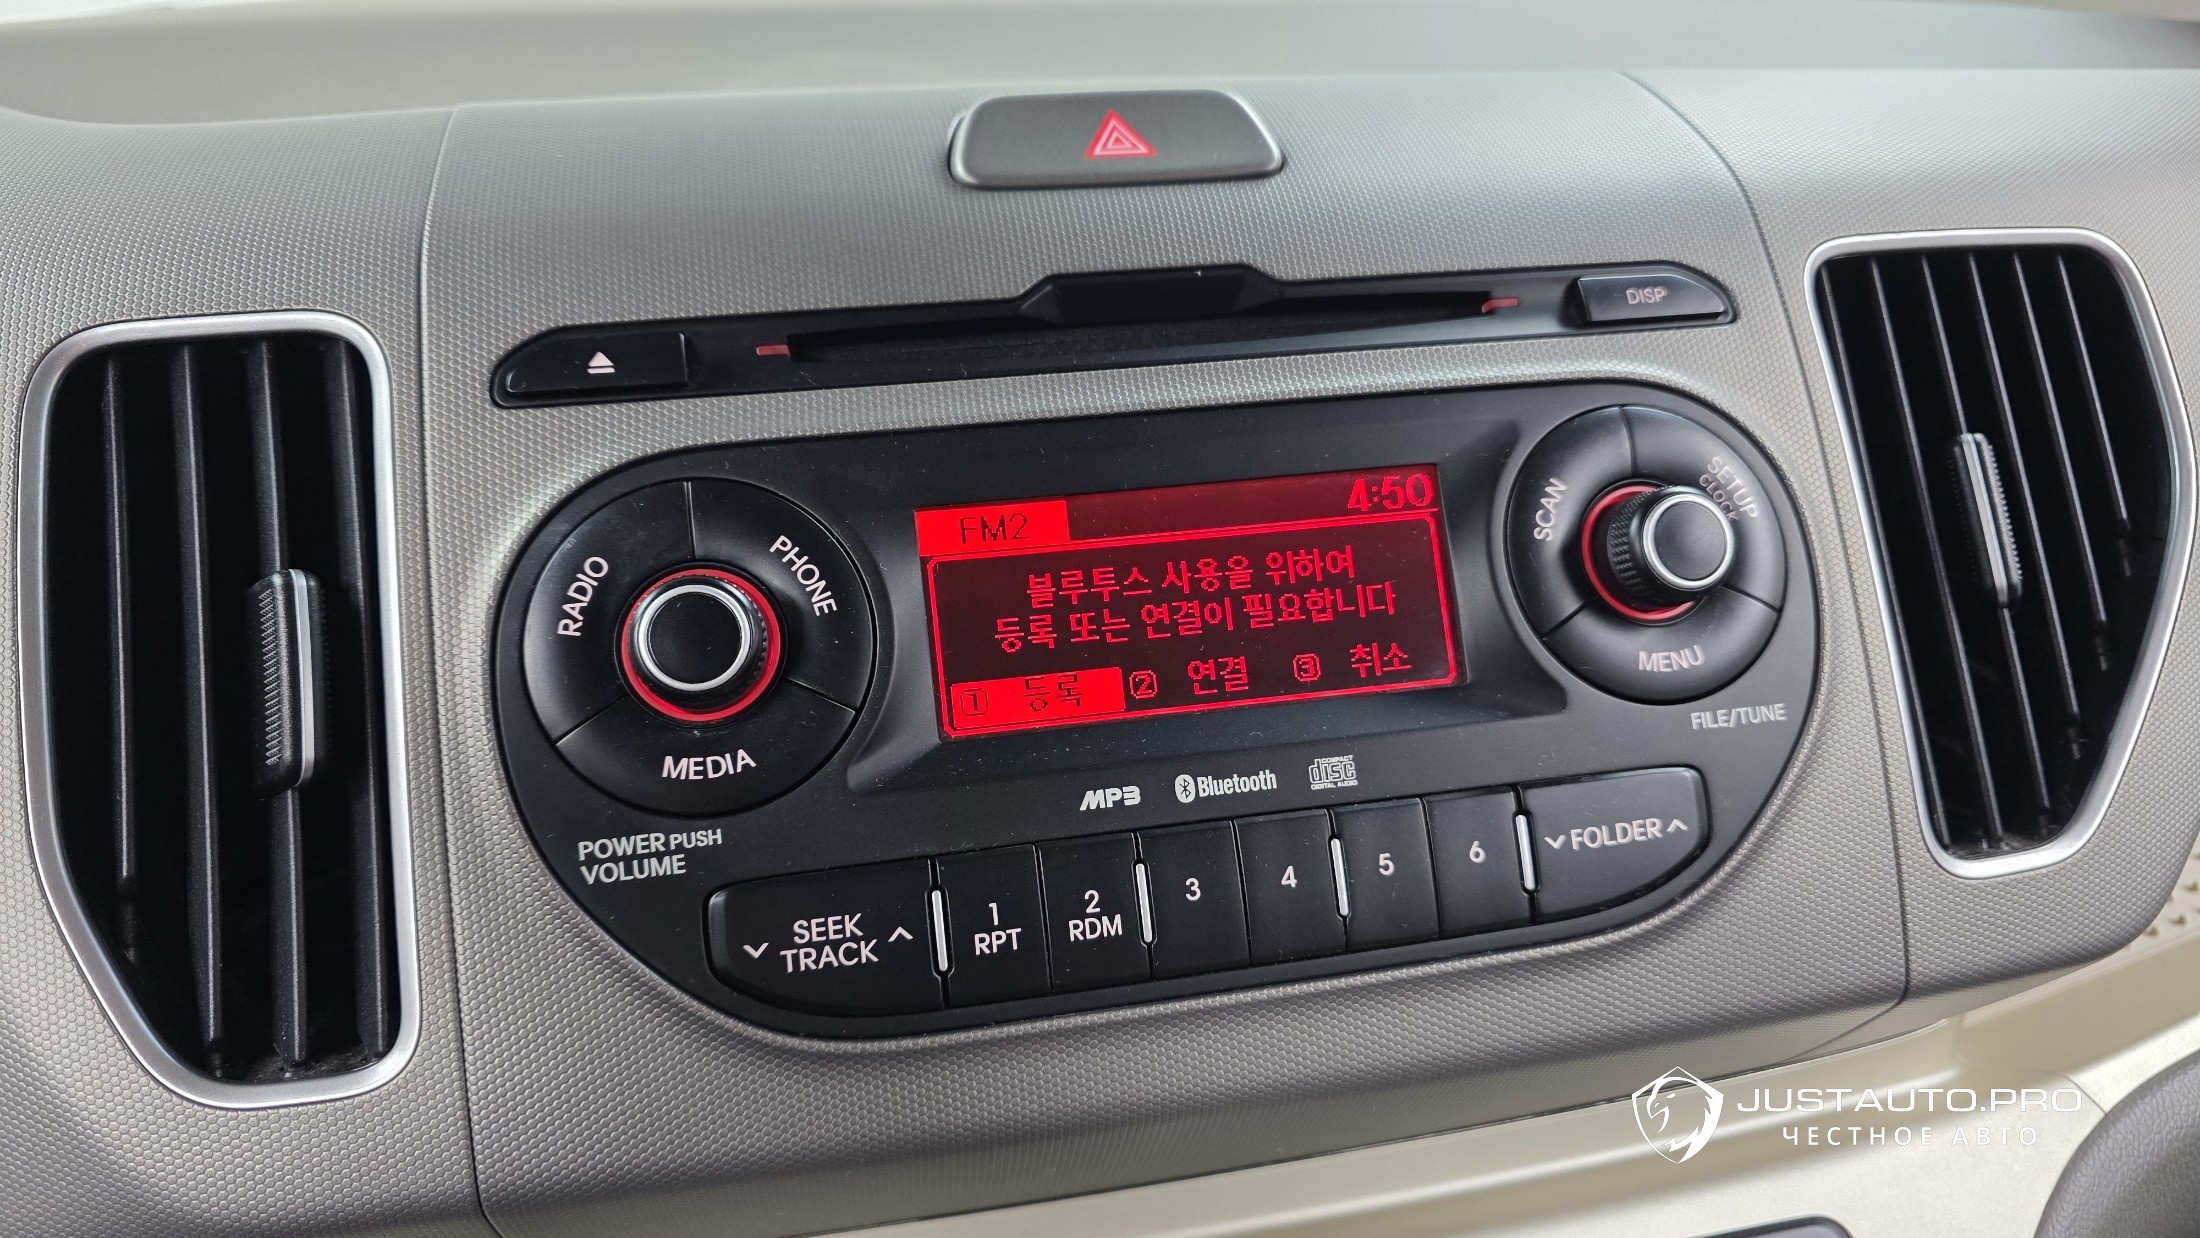 DISP
4:50
FM2
블루투스 사용을 위하여
등록 또는 연결이 필요합니다
1 등록 2 연결 3 취소
RADIO
PHONE
MEDIA
POWER PUSH
VOLUME
SCAN
SETUP
CLOCK
MENU
FILE/TUNE
MP3
Bluetooth
COMPACT
disc
DIGITAL AUDIO
SEEK
TRACK
1
RPT
2
RDM
3
4
5
6
FOLDER
JUSTAUTO.PRO
ЧЕСТНОЕ АВТО